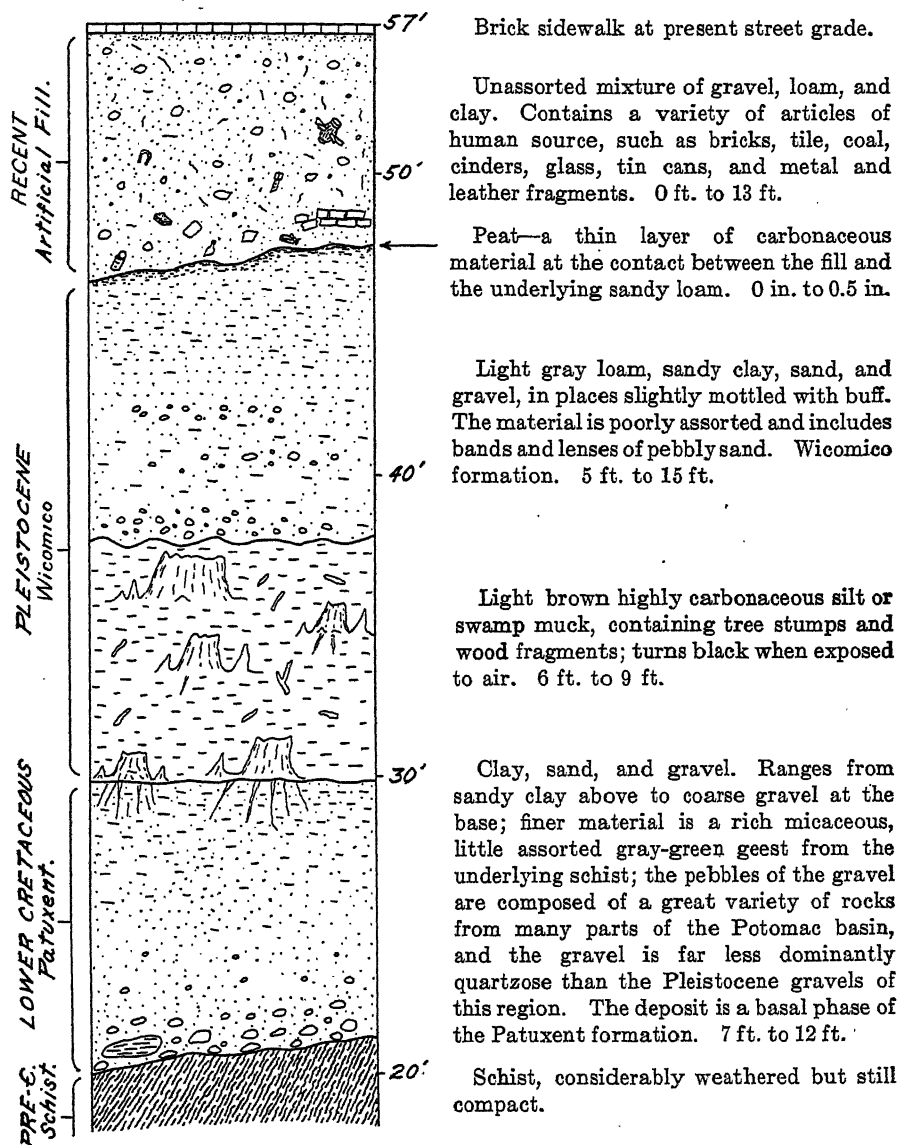 57'
Brick sidewalk at present street grade.
RECENT
Artificial Fill.
Unassorted mixture of gravel, loam, and
clay. Contains a variety of articles of
human source, such as bricks, tile, coal,
cinders, glass, tin cans, and metal and
leather fragments. 0 ft. to 13 ft.
50'
Peat—a thin layer of carbonaceous
material at the contact between the fill and
the underlying sandy loam. 0 in. to 0.5 in.
PLEISTOCENE
Wicomico
Light gray loam, sandy clay, sand, and
gravel, in places slightly mottled with buff.
The material is poorly assorted and includes
bands and lenses of pebbly sand. Wicomico
formation. 5 ft. to 15 ft.
40'
Light brown highly carbonaceous silt or
swamp muck, containing tree stumps and
wood fragments; turns black when exposed
to air. 6 ft. to 9 ft.
30'
LOWER CRETACEOUS
Patuxent.
Clay, sand, and gravel. Ranges from
sandy clay above to coarse gravel at the
base; finer material is a rich micaceous,
little assorted gray-green geest from the
underlying schist; the pebbles of the gravel
are composed of a great variety of rocks
from many parts of the Potomac basin,
and the gravel is far less dominantly
quartzose than the Pleistocene gravels of
this region. The deposit is a basal phase of
the Patuxent formation. 7 ft. to 12 ft.
20'
PRE-Є.
Schist.
Schist, considerably weathered but still
compact.